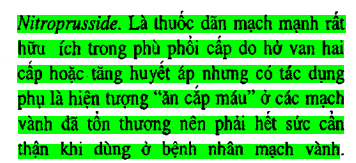 Nitroprusside. Là thuốc dãn mạch mạnh rất
hữu ích trong phù phổi cấp do hở van hai
cấp hoặc tăng huyết áp nhưng có tác dụng
phụ là hiện tượng “ăn cắp máu” ở các mạch
vành đã tổn thương nên phải hết sức cẩn
thận khi dùng ở bệnh nhân mạch vành.